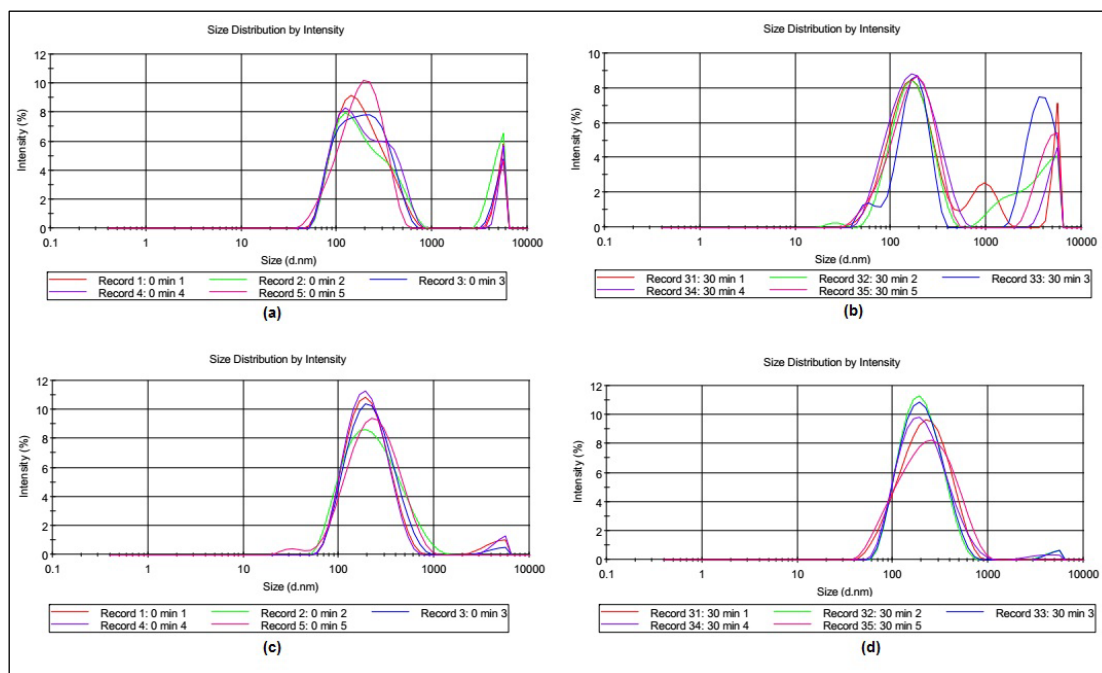 Size Distribution by Intensity
12
10
8
6
4
2
0
Intensity (%)
0.1 1 10 100 1000 10000
Size (d.nm)
Record 1: 0 min 1 Record 2: 0 min 2 Record 3: 0 min 3
Record 4: 0 min 4 Record 5: 0 min 5
(a)
Size Distribution by Intensity
10
8
6
4
2
0
Intensity (%)
0.1 1 10 100 1000 10000
Size (d.nm)
Record 31: 30 min 1 Record 32: 30 min 2 Record 33: 30 min 3
Record 34: 30 min 4 Record 35: 30 min 5
(b)
Size Distribution by Intensity
12
10
8
6
4
2
0
Intensity (%)
0.1 1 10 100 1000 10000
Size (d.nm)
Record 1: 0 min 1 Record 2: 0 min 2 Record 3: 0 min 3
Record 4: 0 min 4 Record 5: 0 min 5
(c)
Size Distribution by Intensity
12
10
8
6
4
2
0
Intensity (%)
0.1 1 10 100 1000 10000
Size (d.nm)
Record 31: 30 min 1 Record 32: 30 min 2 Record 33: 30 min 3
Record 34: 30 min 4 Record 35: 30 min 5
(d)